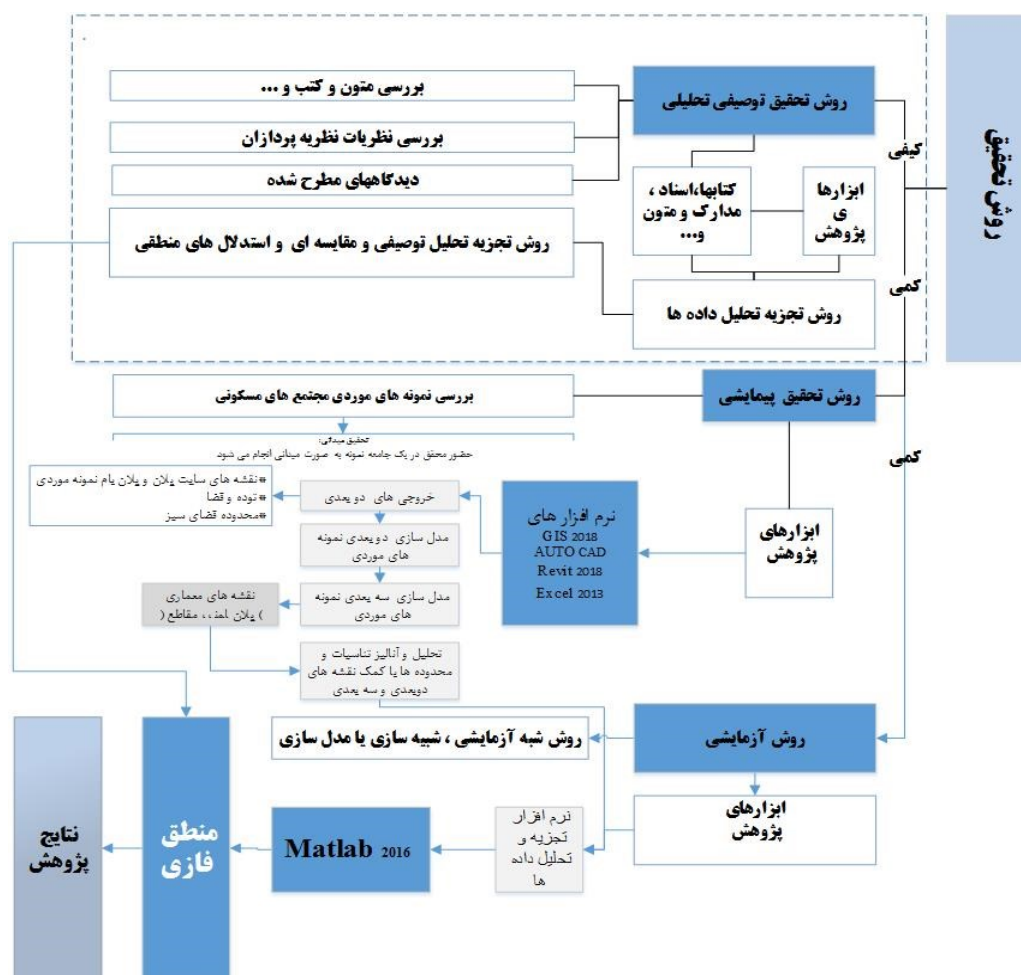 روش تحقیق
کیفی
کمی
کمی
روش تحقیق توصیفی تحلیلی
بررسی متون و کتب و ...
بررسی نظریات نظریه پردازان
دیدگاههای مطرح شده
ابزارها
ی
پژوهش
کتابها،اسناد ،
مدارک و متون
و...
روش تجزیه تحلیل توصیفی و مقایسه ای و استدلال های منطقی
روش تجزیه تحلیل داده ها
روش تحقیق پیمایشی
بررسی نمونه های موردی مجتمع های مسکونی
تحقیق میدانی:
حضور محقق در یک جامعه نمونه به صورت میدانی انجام می شود
ابزارهای
پژوهش
نرم افزار های
GIS 2018
AUTO CAD
Revit 2018
Excel 2013
خروجی های دو بعدی
#نقشه های سایت پلان و پلان بام نمونه موردی
#توده و فضا
#محدوده فضای سبز
مدل سازی دو بعدی نمونه
های موردی
مدل سازی سه بعدی نمونه
های موردی
نقشه های معماری
) پلان ،نما، مقاطع (
تحلیل و آنالیز تناسبات و
محدوده ها با کمک نقشه های
دوبعدی و سه بعدی
روش آزمایشی
روش شبه آزمایشی ، شبیه سازی یا مدل سازی
ابزارهای
پژوهش
نرم افزار
تجزیه و
تحلیل داده
ها
Matlab 2016
منطق
فازی
نتایج
پژوهش